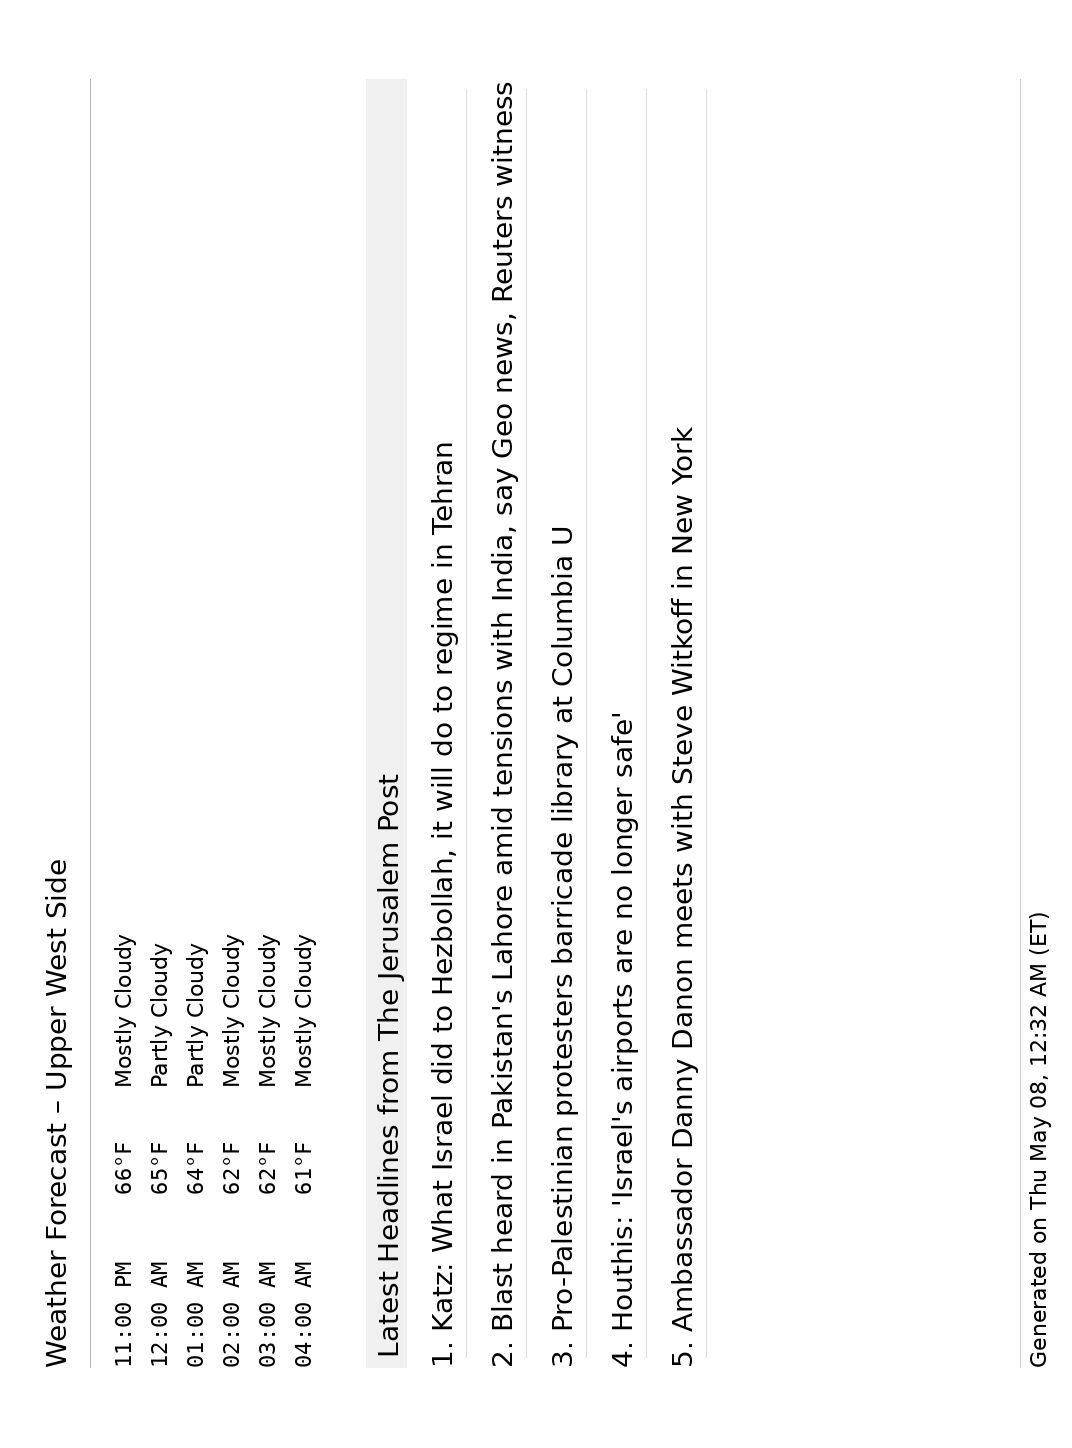 Weather Forecast – Upper West Side
11:00 PM 66°F Mostly Cloudy
12:00 AM 65°F Partly Cloudy
01:00 AM 64°F Partly Cloudy
02:00 AM 62°F Mostly Cloudy
03:00 AM 62°F Mostly Cloudy
04:00 AM 61°F Mostly Cloudy
Latest Headlines from The Jerusalem Post
1. Katz: What Israel did to Hezbollah, it will do to regime in Tehran
2. Blast heard in Pakistan's Lahore amid tensions with India, say Geo news, Reuters witness
3. Pro-Palestinian protesters barricade library at Columbia U
4. Houthis: 'Israel's airports are no longer safe'
5. Ambassador Danny Danon meets with Steve Witkoff in New York
Generated on Thu May 08, 12:32 AM (ET)